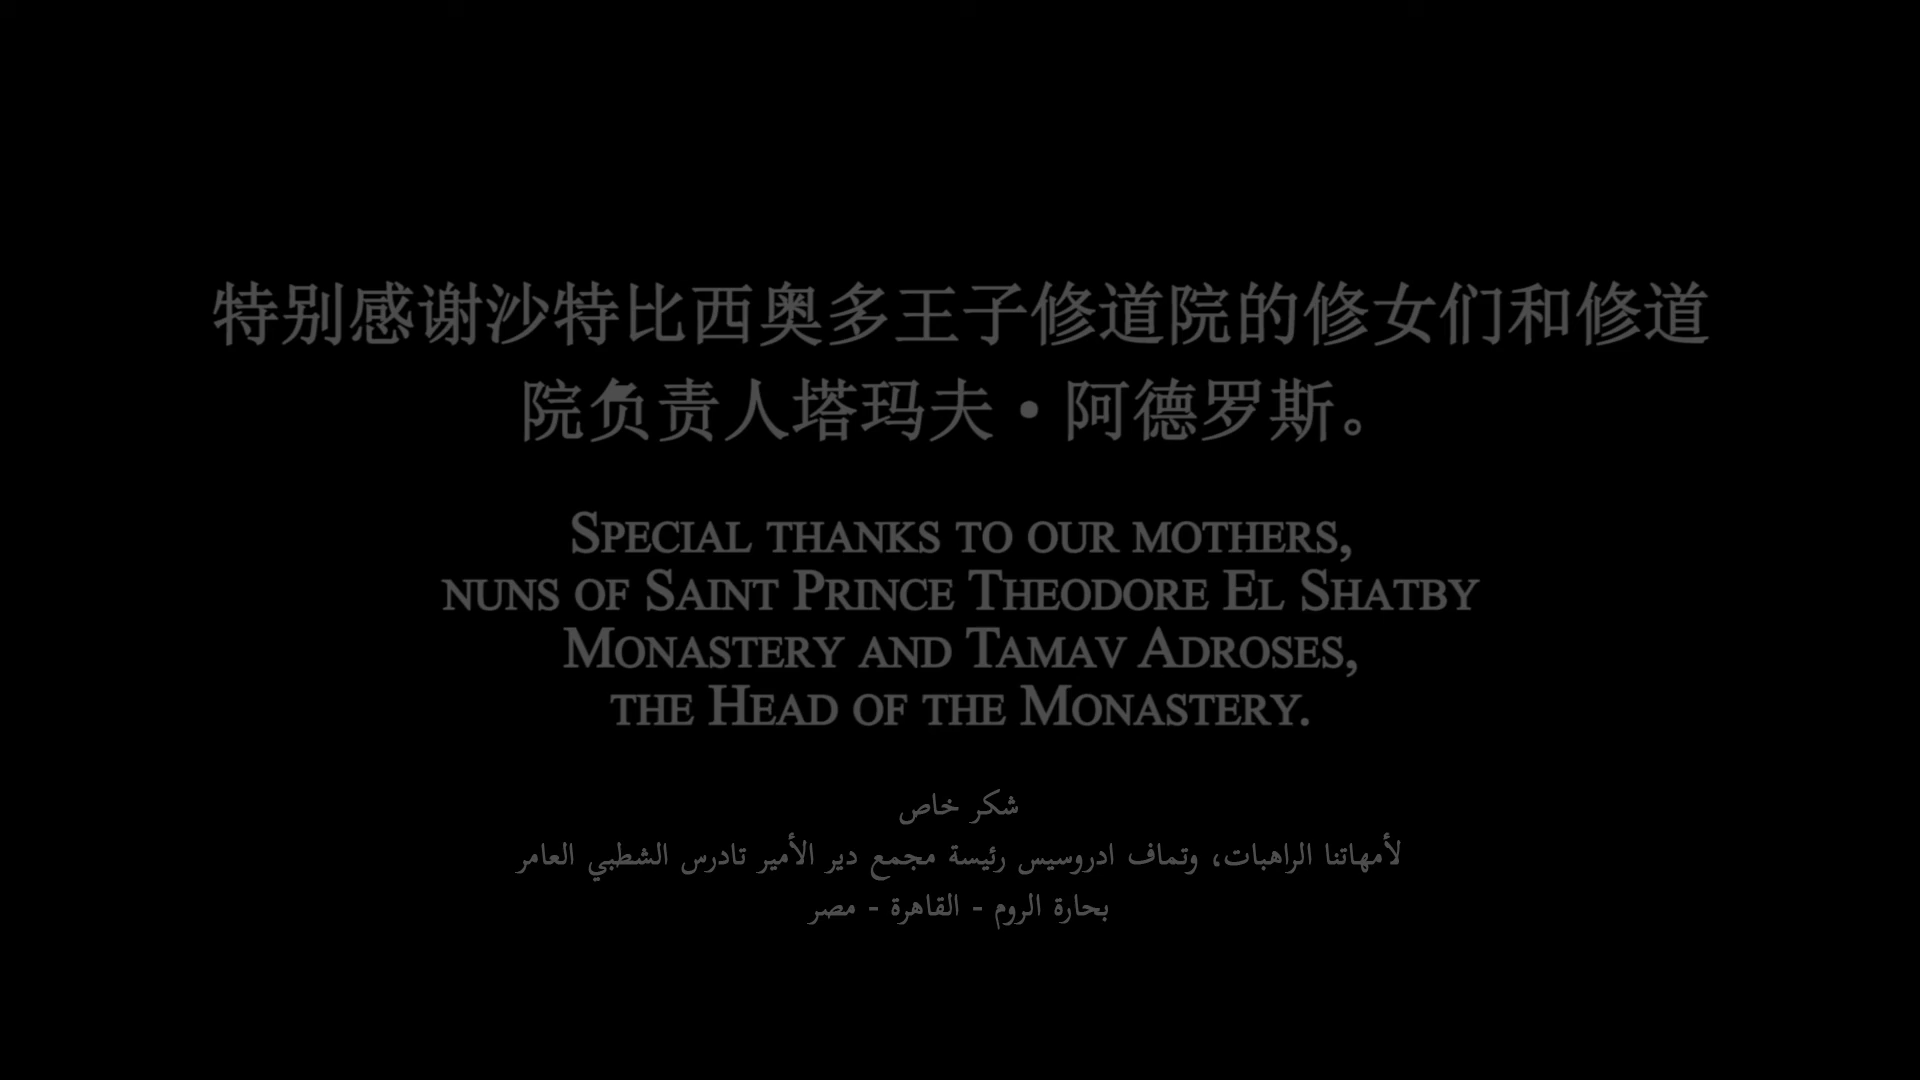 特别感谢沙特比西奥多王子修道院的修女们和修道
院负责人塔玛夫·阿德罗斯。
Special thanks to our mothers,
nuns of Saint Prince Theodore El Shatby
Monastery and Tamav Adroses,
the Head of the Monastery.
شكر خاص
لأمهاتنا الراهبات، وتماف ادروسيس رئيسة مجمع دير الأمير تادرس الشطبي العامر
بحارة الروم - القاهرة - مصر